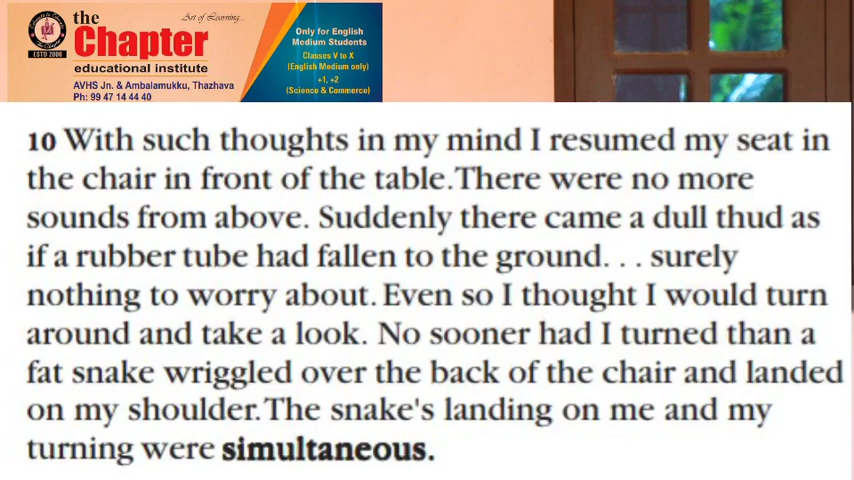 the
Chapter
educational institute
AVHS Jn. & Ambalamukku, Thazhava
Ph: 99 47 14 44 40
ESTD 2000
Art of Learning...
Only for English
Medium Students
Classes V to X
(English Medium only)
+1, +2
(Science & Commerce)
10 With such thoughts in my mind I resumed my seat in
the chair in front of the table.There were no more
sounds from above. Suddenly there came a dull thud as
if a rubber tube had fallen to the ground. . . surely
nothing to worry about. Even so I thought I would turn
around and take a look. No sooner had I turned than a
fat snake wriggled over the back of the chair and landed
on my shoulder.The snake's landing on me and my
turning were simultaneous.